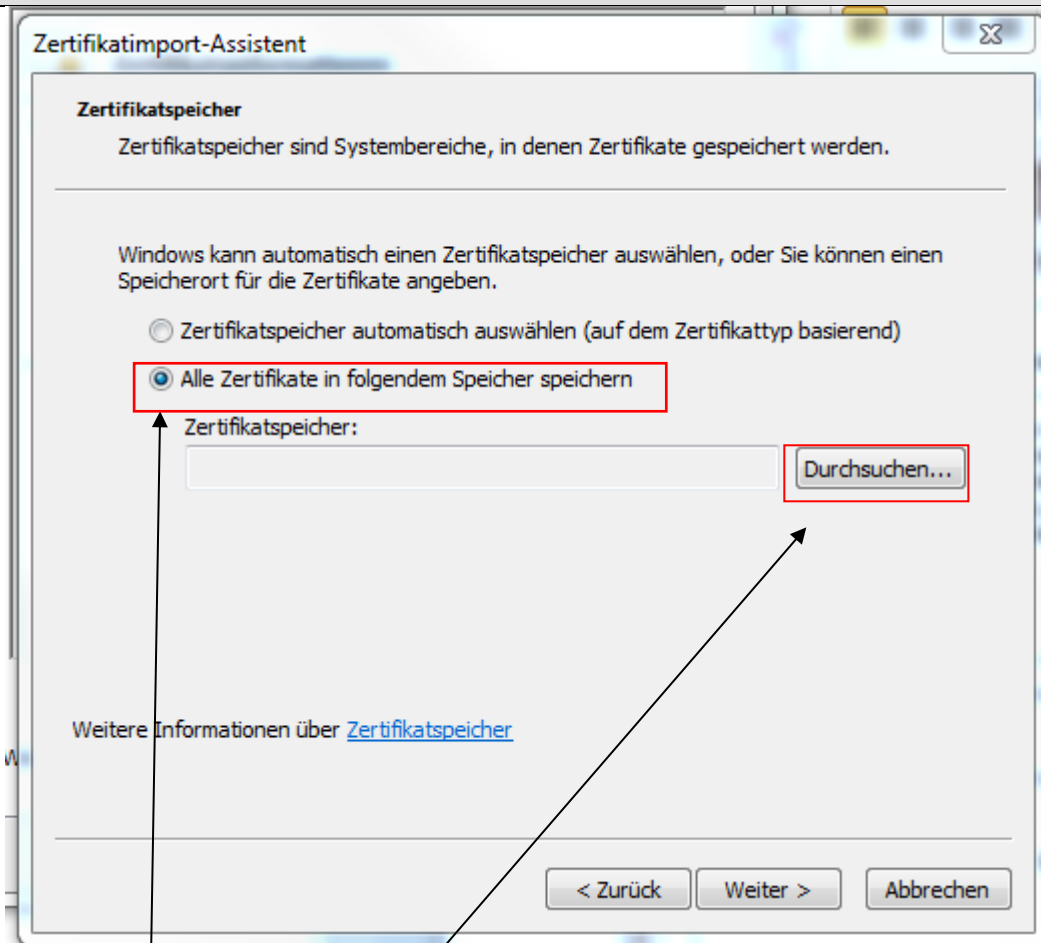 Zertifikatimport-Assistent
Zertifikatspeicher
Zertifikatspeicher sind Systembereiche, in denen Zertifikate gespeichert werden.
Windows kann automatisch einen Zertifikatspeicher auswählen, oder Sie können einen
Speicherort für die Zertifikate angeben.
Zertifikatspeicher automatisch auswählen (auf dem Zertifikattyp basierend)
Alle Zertifikate in folgendem Speicher speichern
Zertifikatspeicher:
Durchsuchen...
Weitere Informationen über Zertifikatspeicher
< Zurück Weiter > Abbrechen